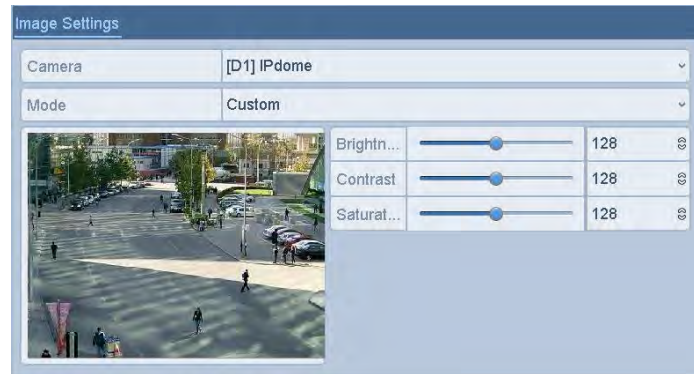 Image Settings
Camera [D1] IPdome
Mode Custom
Brightn... 128
Contrast 128
Saturat... 128